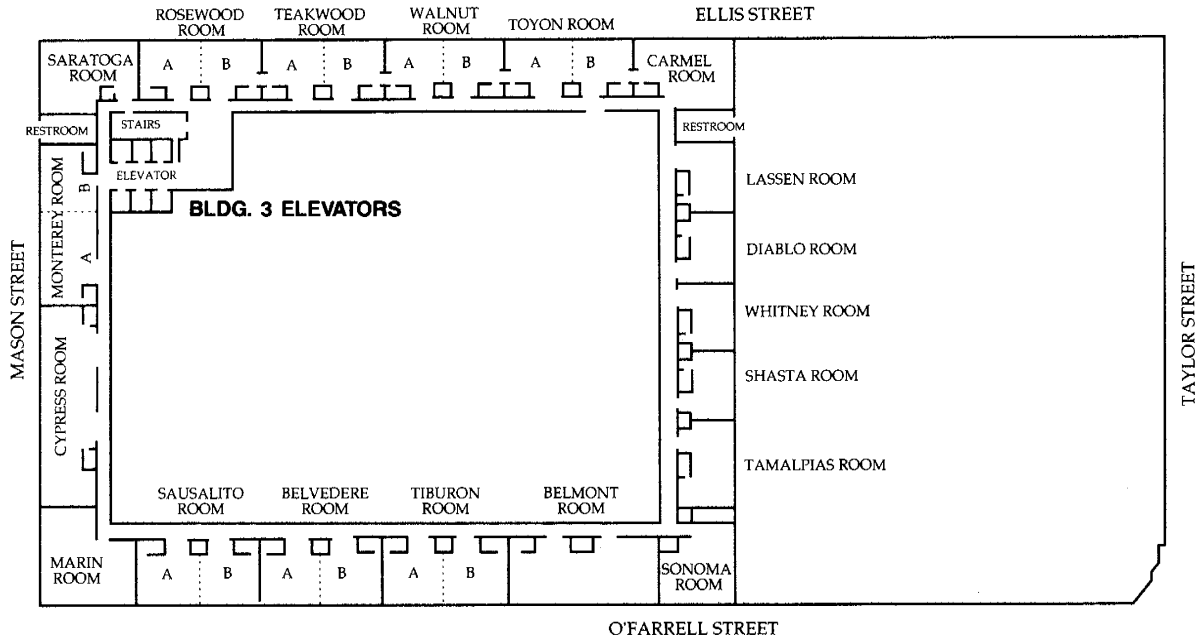 ROSEWOOD
ROOM
TEAKWOOD
ROOM
WALNUT
ROOM
TOYON ROOM
ELLIS STREET
SARATOGA
ROOM
A
B
A
B
A
B
A
B
CARMEL
ROOM
RESTROOM
STAIRS
RESTROOM
ELEVATOR
BLDG. 3 ELEVATORS
MONTEREY ROOM
B
A
LASSEN ROOM
DIABLO ROOM
WHITNEY ROOM
SHASTA ROOM
TAMALPIAS ROOM
MASON STREET
TAYLOR STREET
CYPRESS ROOM
SAUSALITO
ROOM
BELVEDERE
ROOM
TIBURON
ROOM
BELMONT
ROOM
MARIN
ROOM
A
B
A
B
A
B
SONOMA
ROOM
O'FARRELL STREET